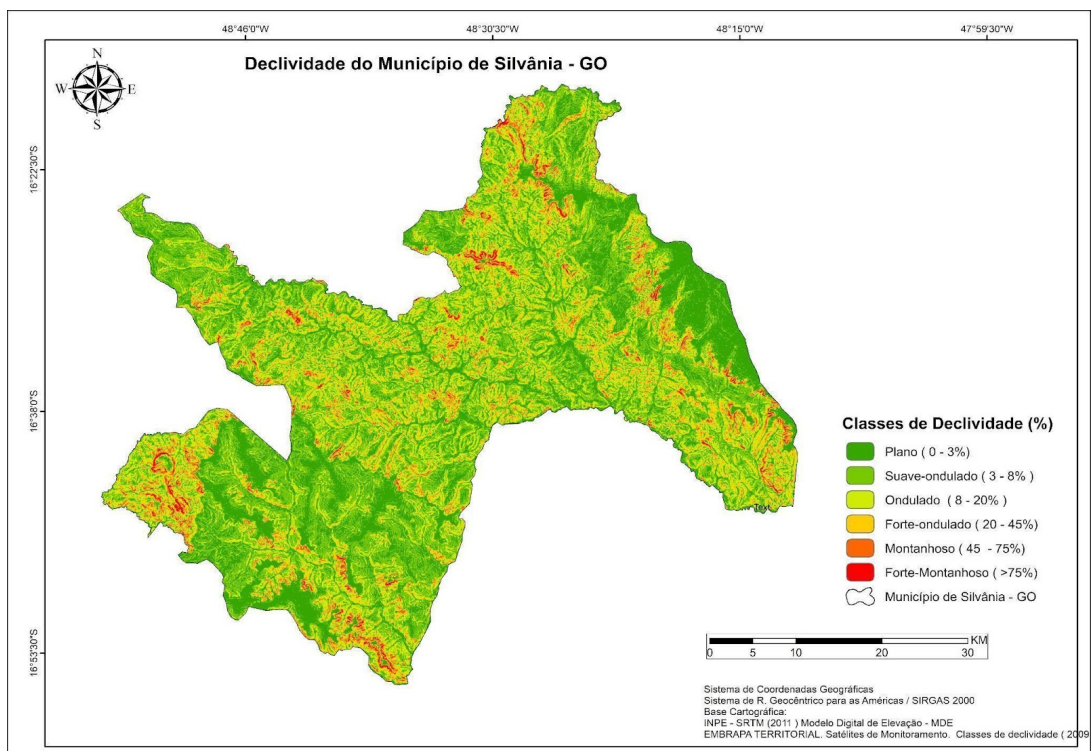 48°46'0"W
48°30'30"W
48°15'0"W
47°59'30"W
N
W E
S
Declividade do Município de Silvânia - GO
16°22'30"S
16°38'0"S
16°53'30"S
Text
Classes de Declividade (%)
Plano ( 0 - 3%)
Suave-ondulado ( 3 - 8% )
Ondulado ( 8 - 20%)
Forte-ondulado ( 20 - 45%)
Montanhoso ( 45 - 75%)
Forte-Montanhoso ( >75%)
Município de Silvânia - GO
KM
0 5 10 20 30
Sistema de Coordenadas Geográficas
Sistema de R. Geocêntrico para as Américas / SIRGAS 2000
Base Cartográfica:
INPE - SRTM (2011 ) Modelo Digital de Elevação - MDE
EMBRAPA TERRITORIAL. Satélites de Monitoramento. Classes de declividade ( 2009